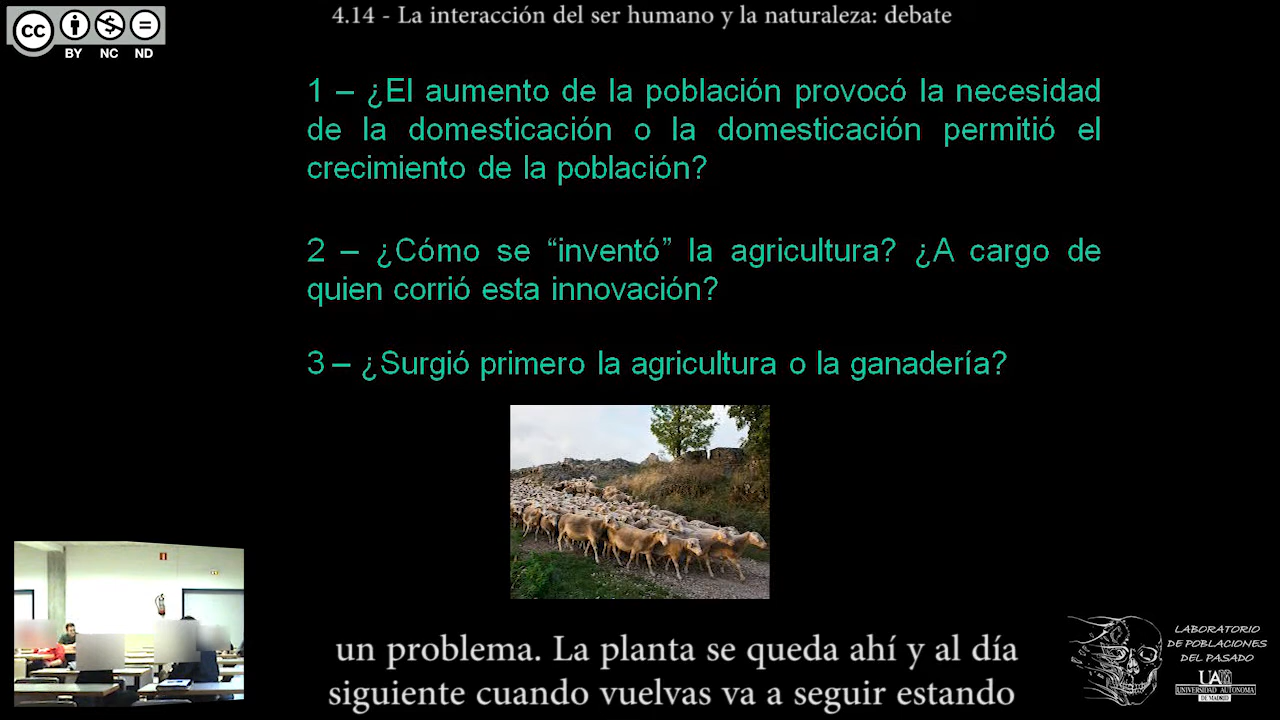 4.14 - La interacción del ser humano y la naturaleza: debate
cc
BY NC ND
1 – ¿El aumento de la población provocó la necesidad
de la domesticación o la domesticación permitió el
crecimiento de la población?
2 – ¿Cómo se “inventó” la agricultura? ¿A cargo de
quien corrió esta innovación?
3 – ¿Surgió primero la agricultura o la ganadería?
un problema. La planta se queda ahí y al día
siguiente cuando vuelvas va a seguir estando
LABORATORIO
DE POBLACIONES
DEL PASADO
UAM
UNIVERSIDAD AUTONOMA
DE MADRID